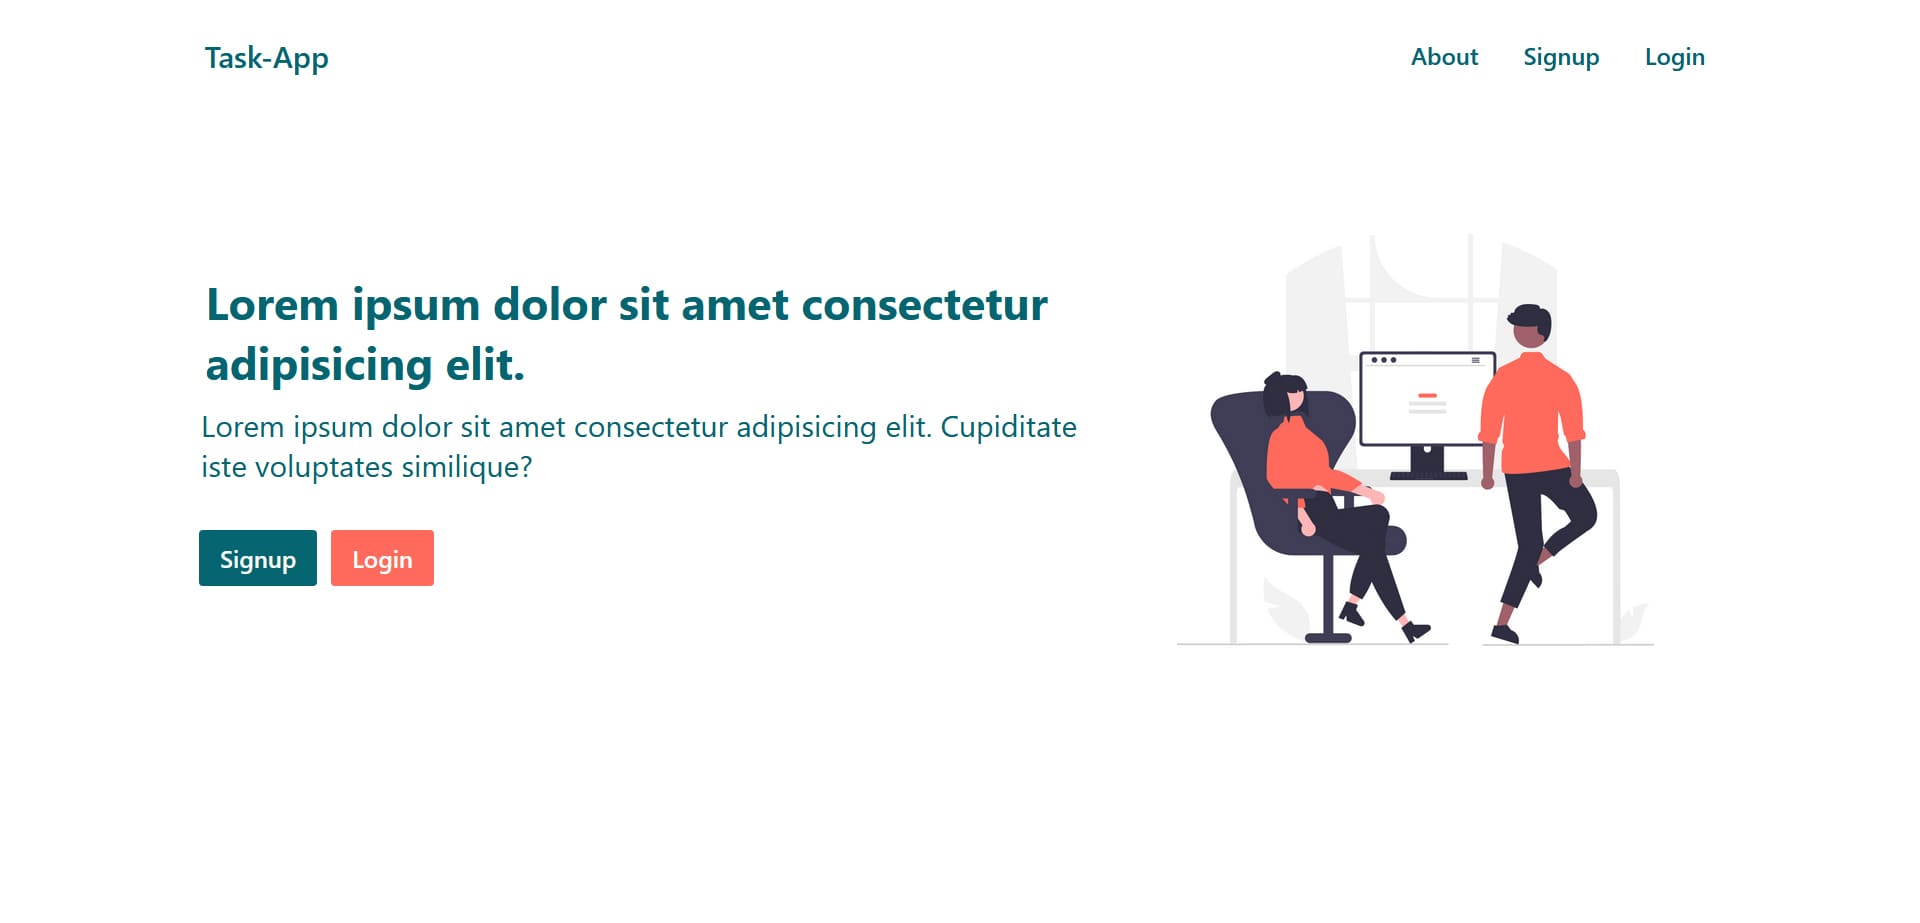 Task-App
About Signup Login
Lorem ipsum dolor sit amet consectetur
adipisicing elit.
Lorem ipsum dolor sit amet consectetur adipisicing elit. Cupiditate
iste voluptates similique?
Signup Login